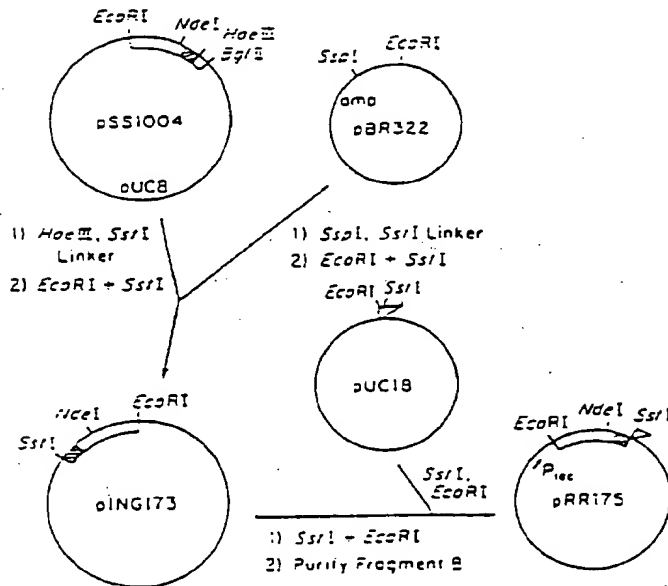 EcoRI
NdeI
HaeIII
BglII
pSS1004
pUC8
SspI
EcoRI
amp
pBR322
1) HaeIII, SstI
Linker
2) EcoRI + SstI
1) SspI, SstI Linker
2) EcoRI + SstI
EcoRI SstI
pUC18
NdeI
EcoRI
SstI
pING173
SstI,
EcoRI
1) SstI + EcoRI
2) Purify Fragment B
EcoRI
NdeI
SstI
Plac
pRR175